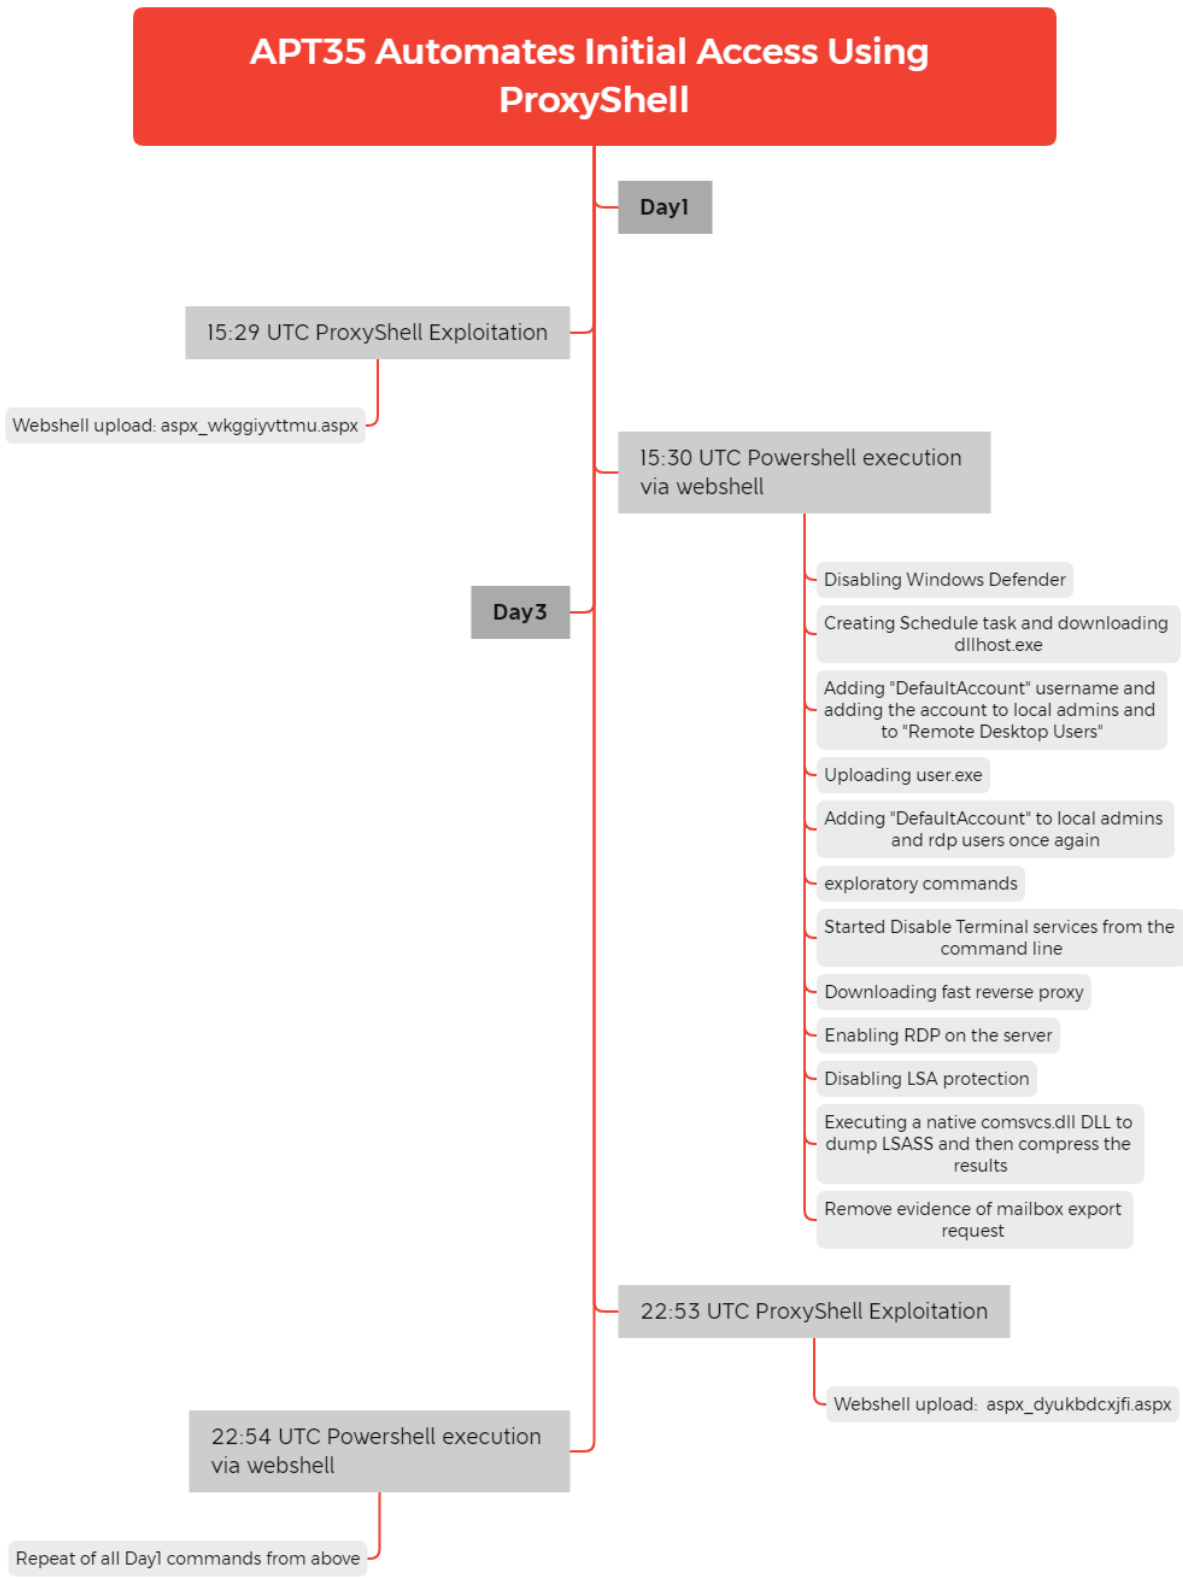 APT35 Automates Initial Access Using
ProxyShell
Day1
15:29 UTC ProxyShell Exploitation
Webshell upload: aspx_wkggiyvttmu.aspx
15:30 UTC Powershell execution
via webshell
Disabling Windows Defender
Creating Schedule task and downloading
dllhost.exe
Adding "DefaultAccount" username and
adding the account to local admins and
to "Remote Desktop Users"
Uploading user.exe
Adding "DefaultAccount" to local admins
and rdp users once again
exploratory commands
Started Disable Terminal services from the
command line
Downloading fast reverse proxy
Enabling RDP on the server
Disabling LSA protection
Executing a native comsvcs.dll DLL to
dump LSASS and then compress the
results
Remove evidence of mailbox export
request
Day3
22:53 UTC ProxyShell Exploitation
Webshell upload: aspx_dyukbdcxjfi.aspx
22:54 UTC Powershell execution
via webshell
Repeat of all Day1 commands from above